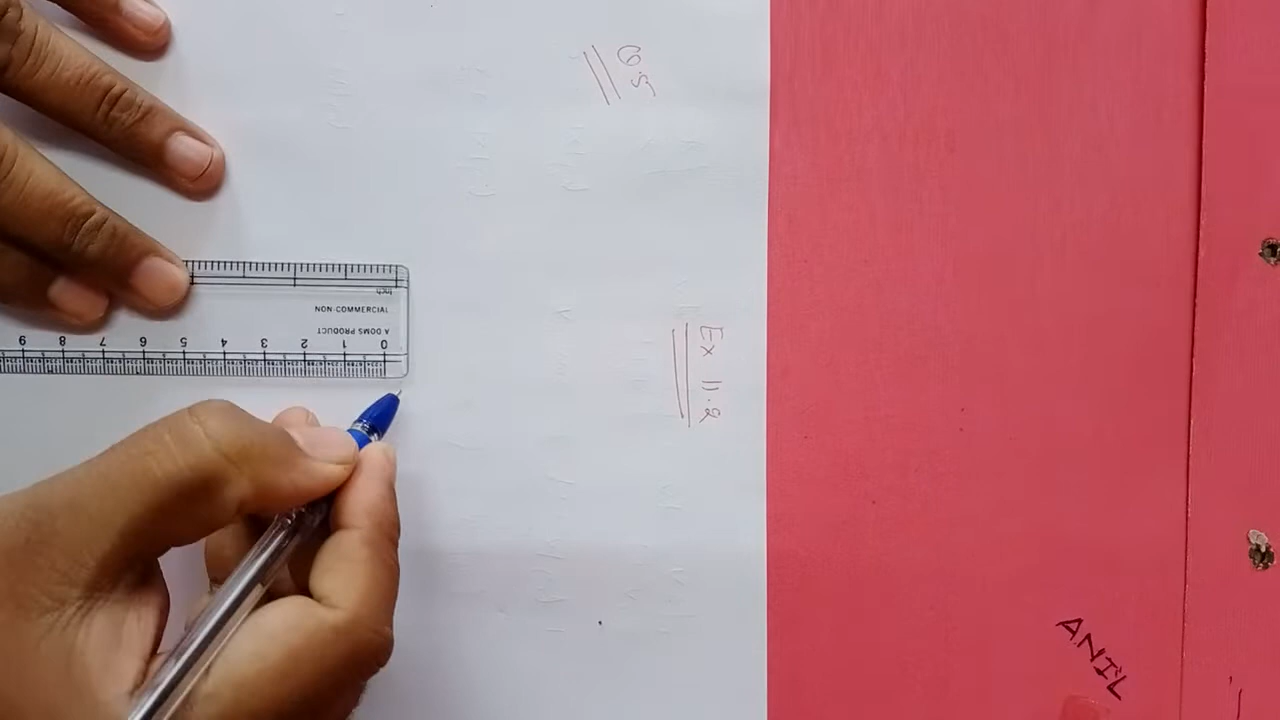 Q.5
Ex 11.2
Inch
NON-COMMERCIAL
A DOMS PRODUCT
0 1 2 3 4 5 6 7 8 9
ANIL